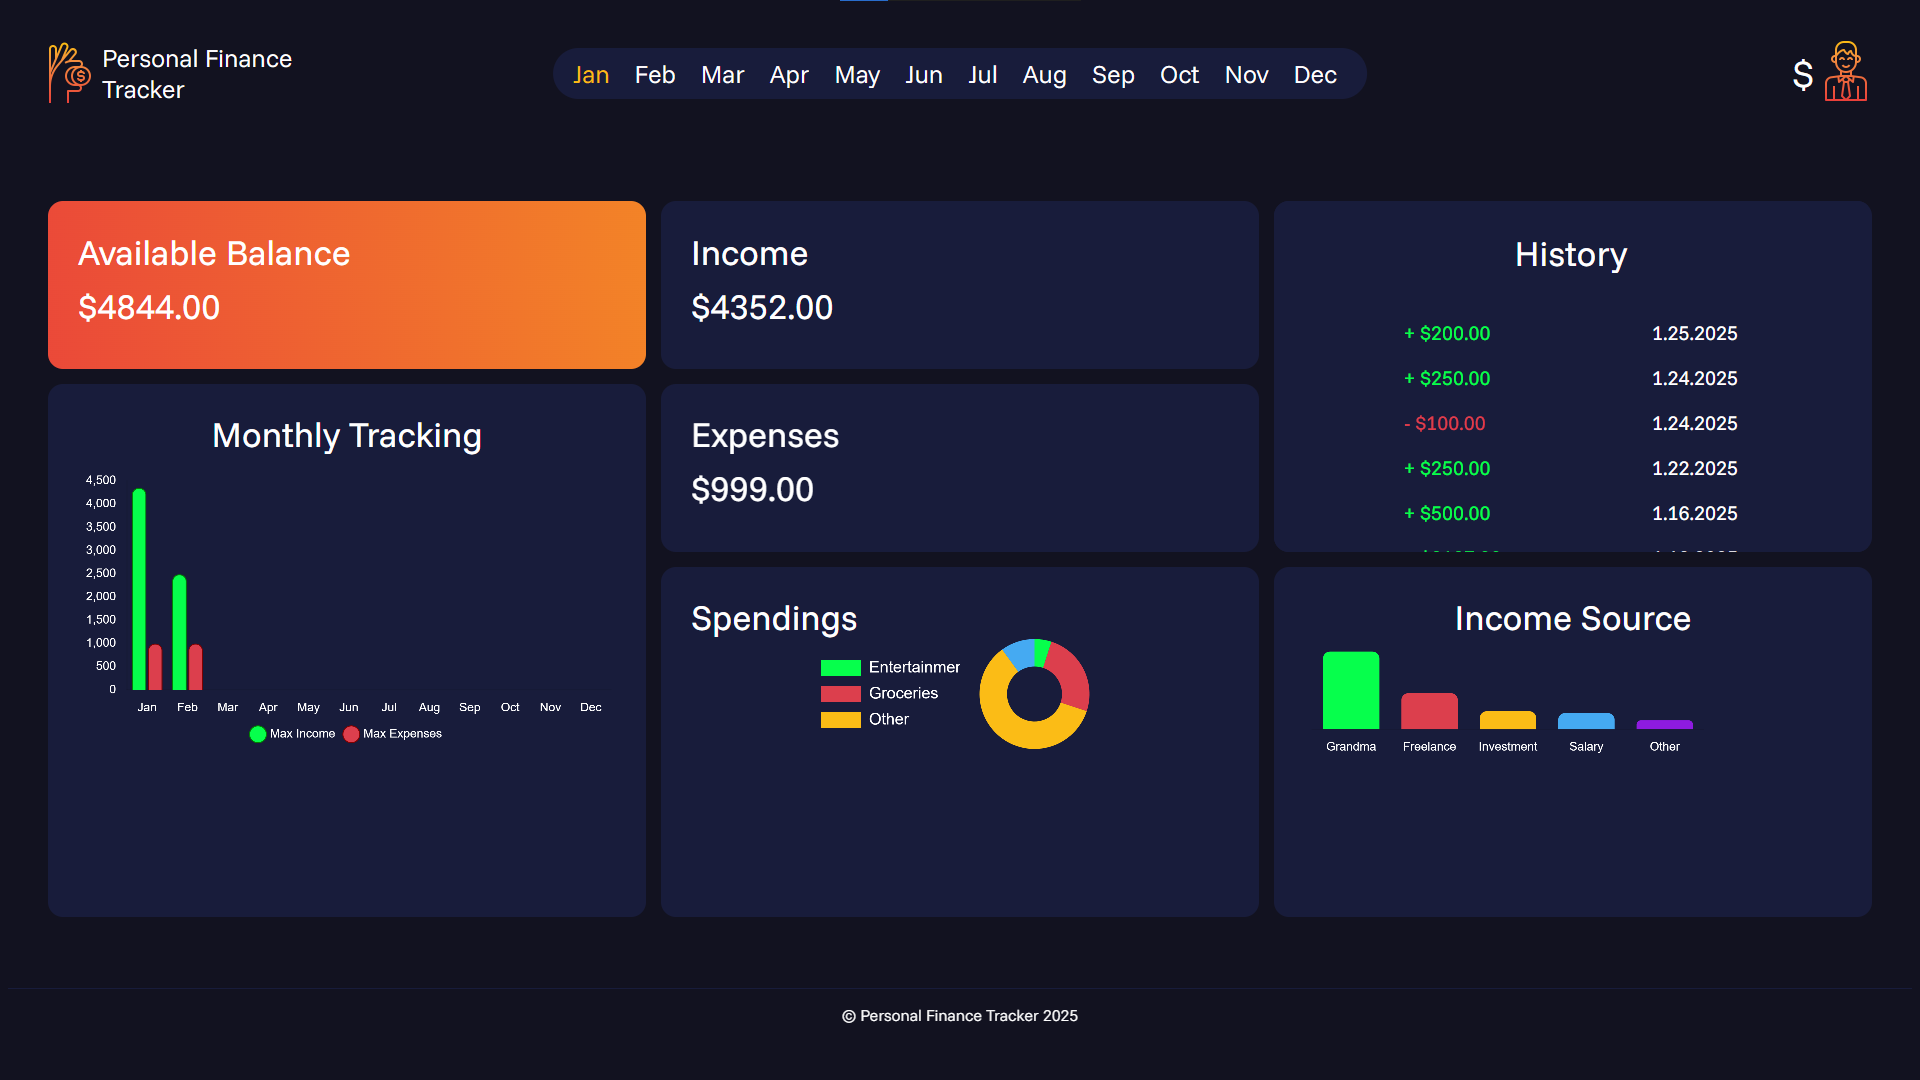 Personal Finance
Tracker
Jan Feb Mar Apr May Jun Jul Aug Sep Oct Nov Dec
$
Available Balance
$4844.00
Income
$4352.00
History
+ $200.00 1.25.2025
+ $250.00 1.24.2025
- $100.00 1.24.2025
+ $250.00 1.22.2025
+ $500.00 1.16.2025
Monthly Tracking
4,500
4,000
3,500
3,000
2,500
2,000
1,500
1,000
500
0
Jan Feb Mar Apr May Jun Jul Aug Sep Oct Nov Dec
Max Income Max Expenses
Expenses
$999.00
Spendings
Entertainmer
Groceries
Other
Income Source
Grandma Freelance Investment Salary Other
© Personal Finance Tracker 2025